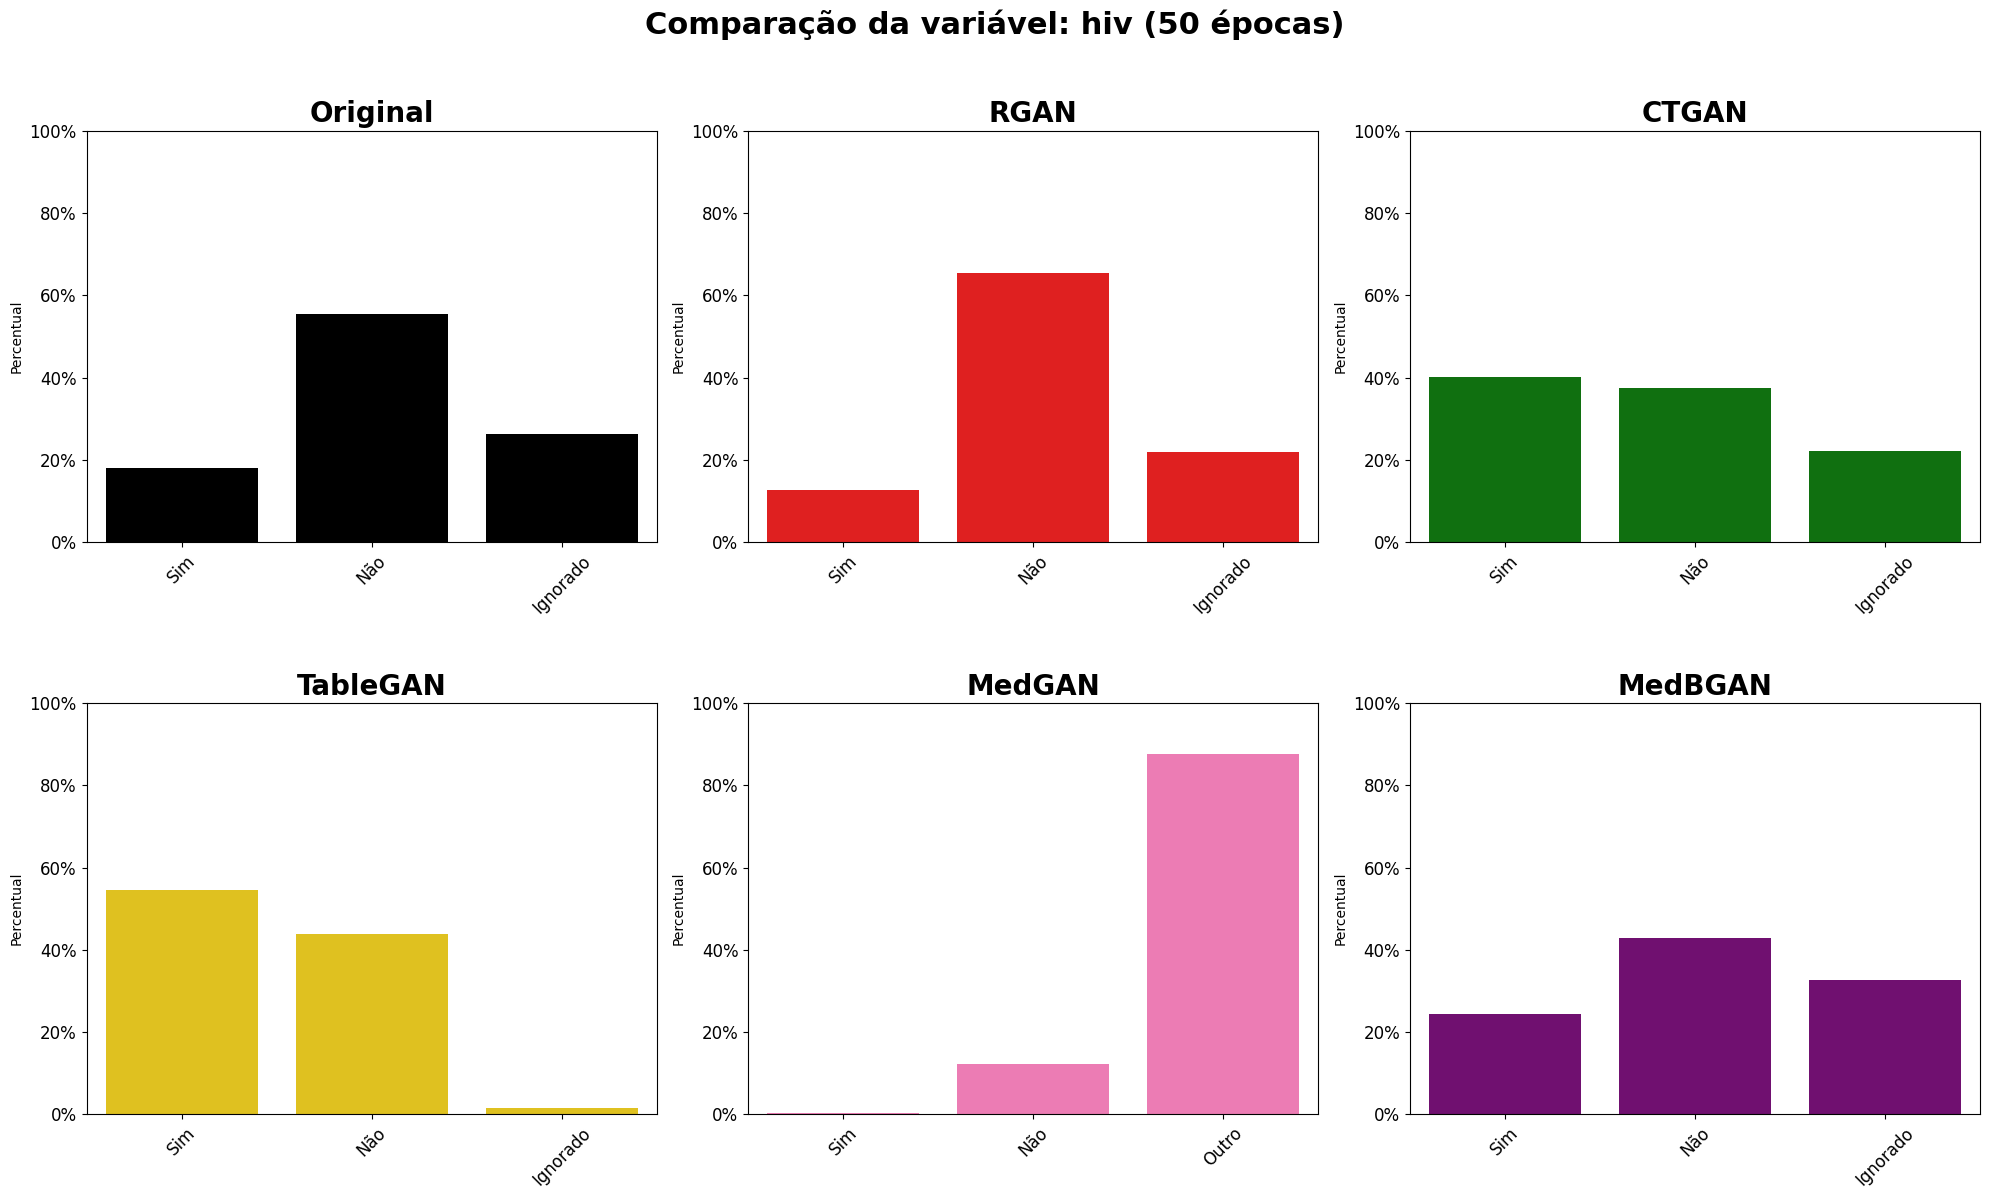 Comparação da variável: hiv (50 épocas)
Original
Percentual
100%
80%
60%
40%
20%
0%
Sim
Não
Ignorado
RGAN
Percentual
100%
80%
60%
40%
20%
0%
Sim
Não
Ignorado
CTGAN
Percentual
100%
80%
60%
40%
20%
0%
Sim
Não
Ignorado
TableGAN
Percentual
100%
80%
60%
40%
20%
0%
Sim
Não
Ignorado
MedGAN
Percentual
100%
80%
60%
40%
20%
0%
Sim
Não
Outro
MedBGAN
Percentual
100%
80%
60%
40%
20%
0%
Sim
Não
Ignorado